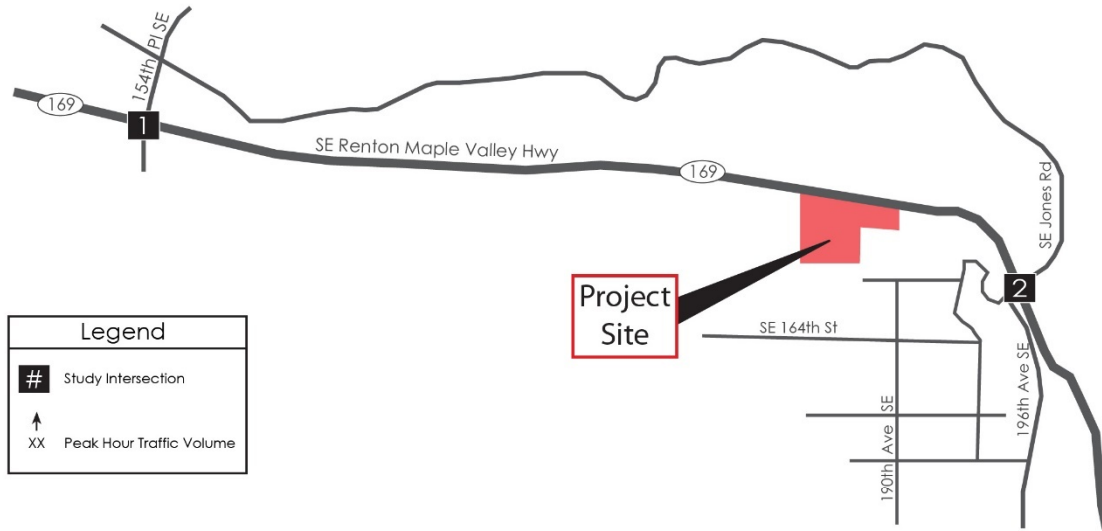 154th Pl SE
169
1
SE Renton Maple Valley Hwy
169
SE Jones Rd
2
Project
Site
SE 164th St
190th Ave SE
196th Ave SE
Legend
# Study Intersection
XX Peak Hour Traffic Volume